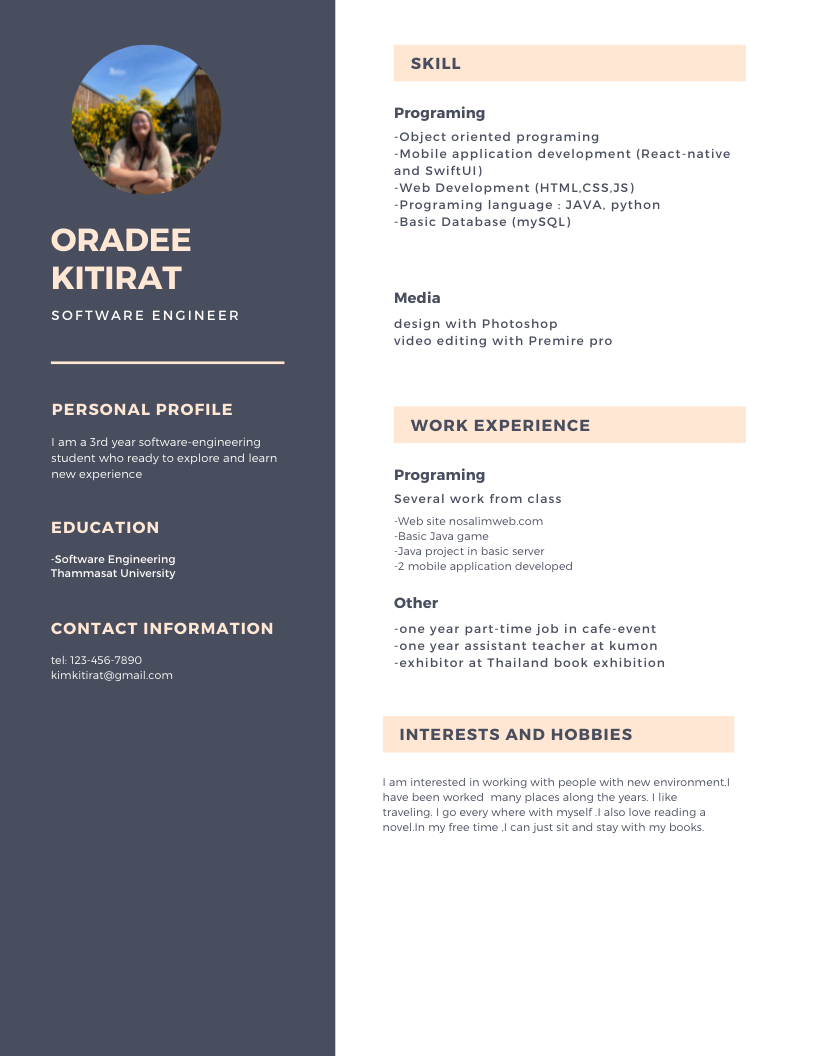 ORADEE
KITIRAT
SOFTWARE ENGINEER
PERSONAL PROFILE
I am a 3rd year software-engineering
student who ready to explore and learn
new experience
EDUCATION
-Software Engineering
Thammasat University
CONTACT INFORMATION
tel: 123-456-7890
kimkitirat@gmail.com
SKILL
Programing
-Object oriented programing
-Mobile application development (React-native
and SwiftUI)
-Web Development (HTML,CSS,JS)
-Programing language : JAVA, python
-Basic Database (mySQL)
Media
design with Photoshop
video editing with Premire pro
WORK EXPERIENCE
Programing
Several work from class
-Web site nosalimweb.com
-Basic Java game
-Java project in basic server
-2 mobile application developed
Other
-one year part-time job in cafe-event
-one year assistant teacher at kumon
-exhibitor at Thailand book exhibition
INTERESTS AND HOBBIES
I am interested in working with people with new environment.I
have been worked  many places along the years. I like
traveling. I go every where with myself .I also love reading a
novel.In my free time ,I can just sit and stay with my books.